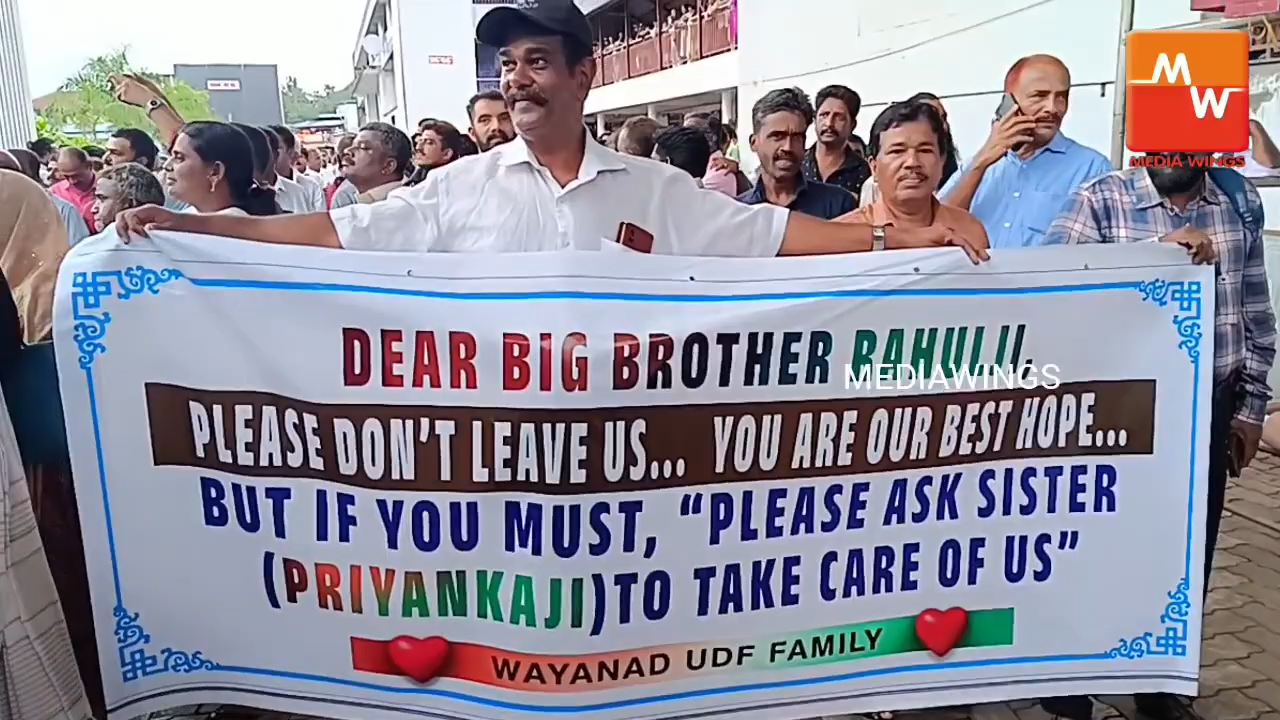 MW
MEDIA WINGS
DEAR BIG BROTHER RAHULJI,
MEDIAWINGS
PLEASE DON'T LEAVE US... YOU ARE OUR BEST HOPE...
BUT IF YOU MUST, "PLEASE ASK SISTER
(PRIYANKAJI)TO TAKE CARE OF US"
WAYANAD UDF FAMILY